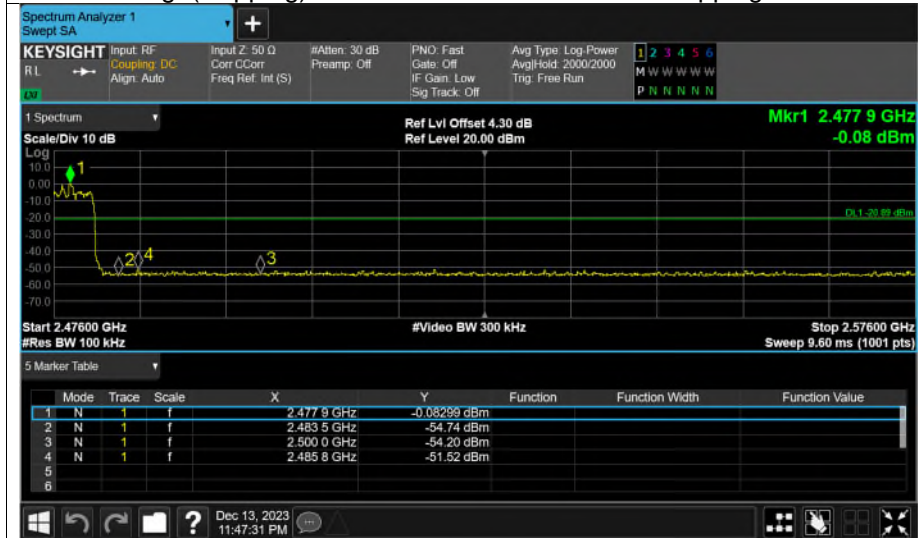 Spectrum Analyzer 1
Swept SA
+
KEYSIGHT Input: RF Input Z: 50 Ω #Atten: 30 dB PNO: Fast Avg Type: Log-Power 1 2 3 4 5 6
RL Coupling: DC Corr CCorr Preamp: Off Gate: Off Avg|Hold: 2000/2000 M W W W W W
Align: Auto Freq Ref: Int (S) IF Gain: Low Trig: Free Run
LXI Sig Track: Off P N N N N N
1 Spectrum Ref Lvl Offset 4.30 dB Mkr1 2.477 9 GHz
Scale/Div 10 dB Ref Level 20.00 dBm -0.08 dBm
Log
10.0 1
0.00
-10.0
-20.0 DL1 -20.89 dBm
-30.0
-40.0 2 4 3
-50.0
-60.0
-70.0
Start 2.47600 GHz #Video BW 300 kHz Stop 2.57600 GHz
#Res BW 100 kHz Sweep 9.60 ms (1001 pts)
5 Marker Table
Mode Trace Scale X Y Function Function Width Function Value
1 N 1 f 2.477 9 GHz -0.08299 dBm
2 N 1 f 2.483 5 GHz -54.74 dBm
3 N 1 f 2.500 0 GHz -54.20 dBm
4 N 1 f 2.485 8 GHz -51.52 dBm
5
6
? Dec 13, 2023
11:47:31 PM